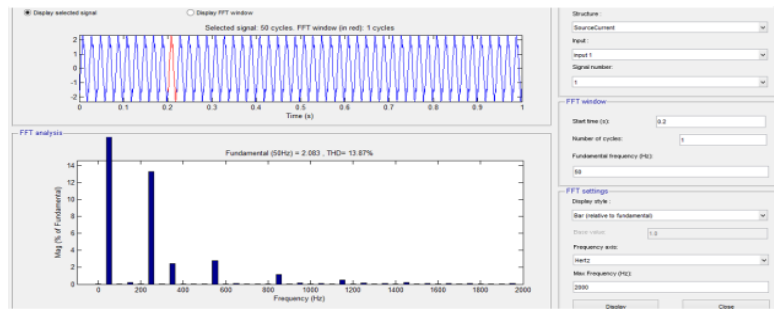 Display selected signal
Display FFT window
Selected signal: 50 cycles. FFT window (in red): 1 cycles
2
1
0
-1
-2
0 0.1 0.2 0.3 0.4 0.5 0.6 0.7 0.8 0.9 1
Time (s)
FFT analysis
Fundamental (50Hz) = 2.083 , THD= 13.87%
14
12
10
8
6
4
2
0
Mag (% of Fundamental)
0 200 400 600 800 1000 1200 1400 1600 1800 2000
Frequency (Hz)
Structure :
SourceCurrent
Input :
input 1
Signal number:
1
FFT window
Start time (s): 0.2
Number of cycles: 1
Fundamental frequency (Hz):
50
FFT settings
Display style :
Bar (relative to fundamental)
Base value: 1.0
Frequency axis:
Hertz
Max Frequency (Hz):
2000
Display
Close